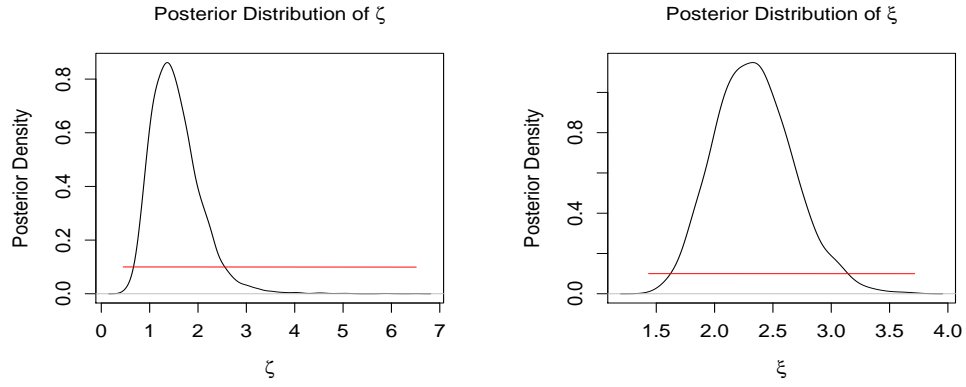 Posterior Distribution of ζ
Posterior Density
0.0 0.2 0.4 0.6 0.8
0 1 2 3 4 5 6 7
ζ
Posterior Distribution of ξ
Posterior Density
0.0 0.4 0.8
1.5 2.0 2.5 3.0 3.5 4.0
ξ